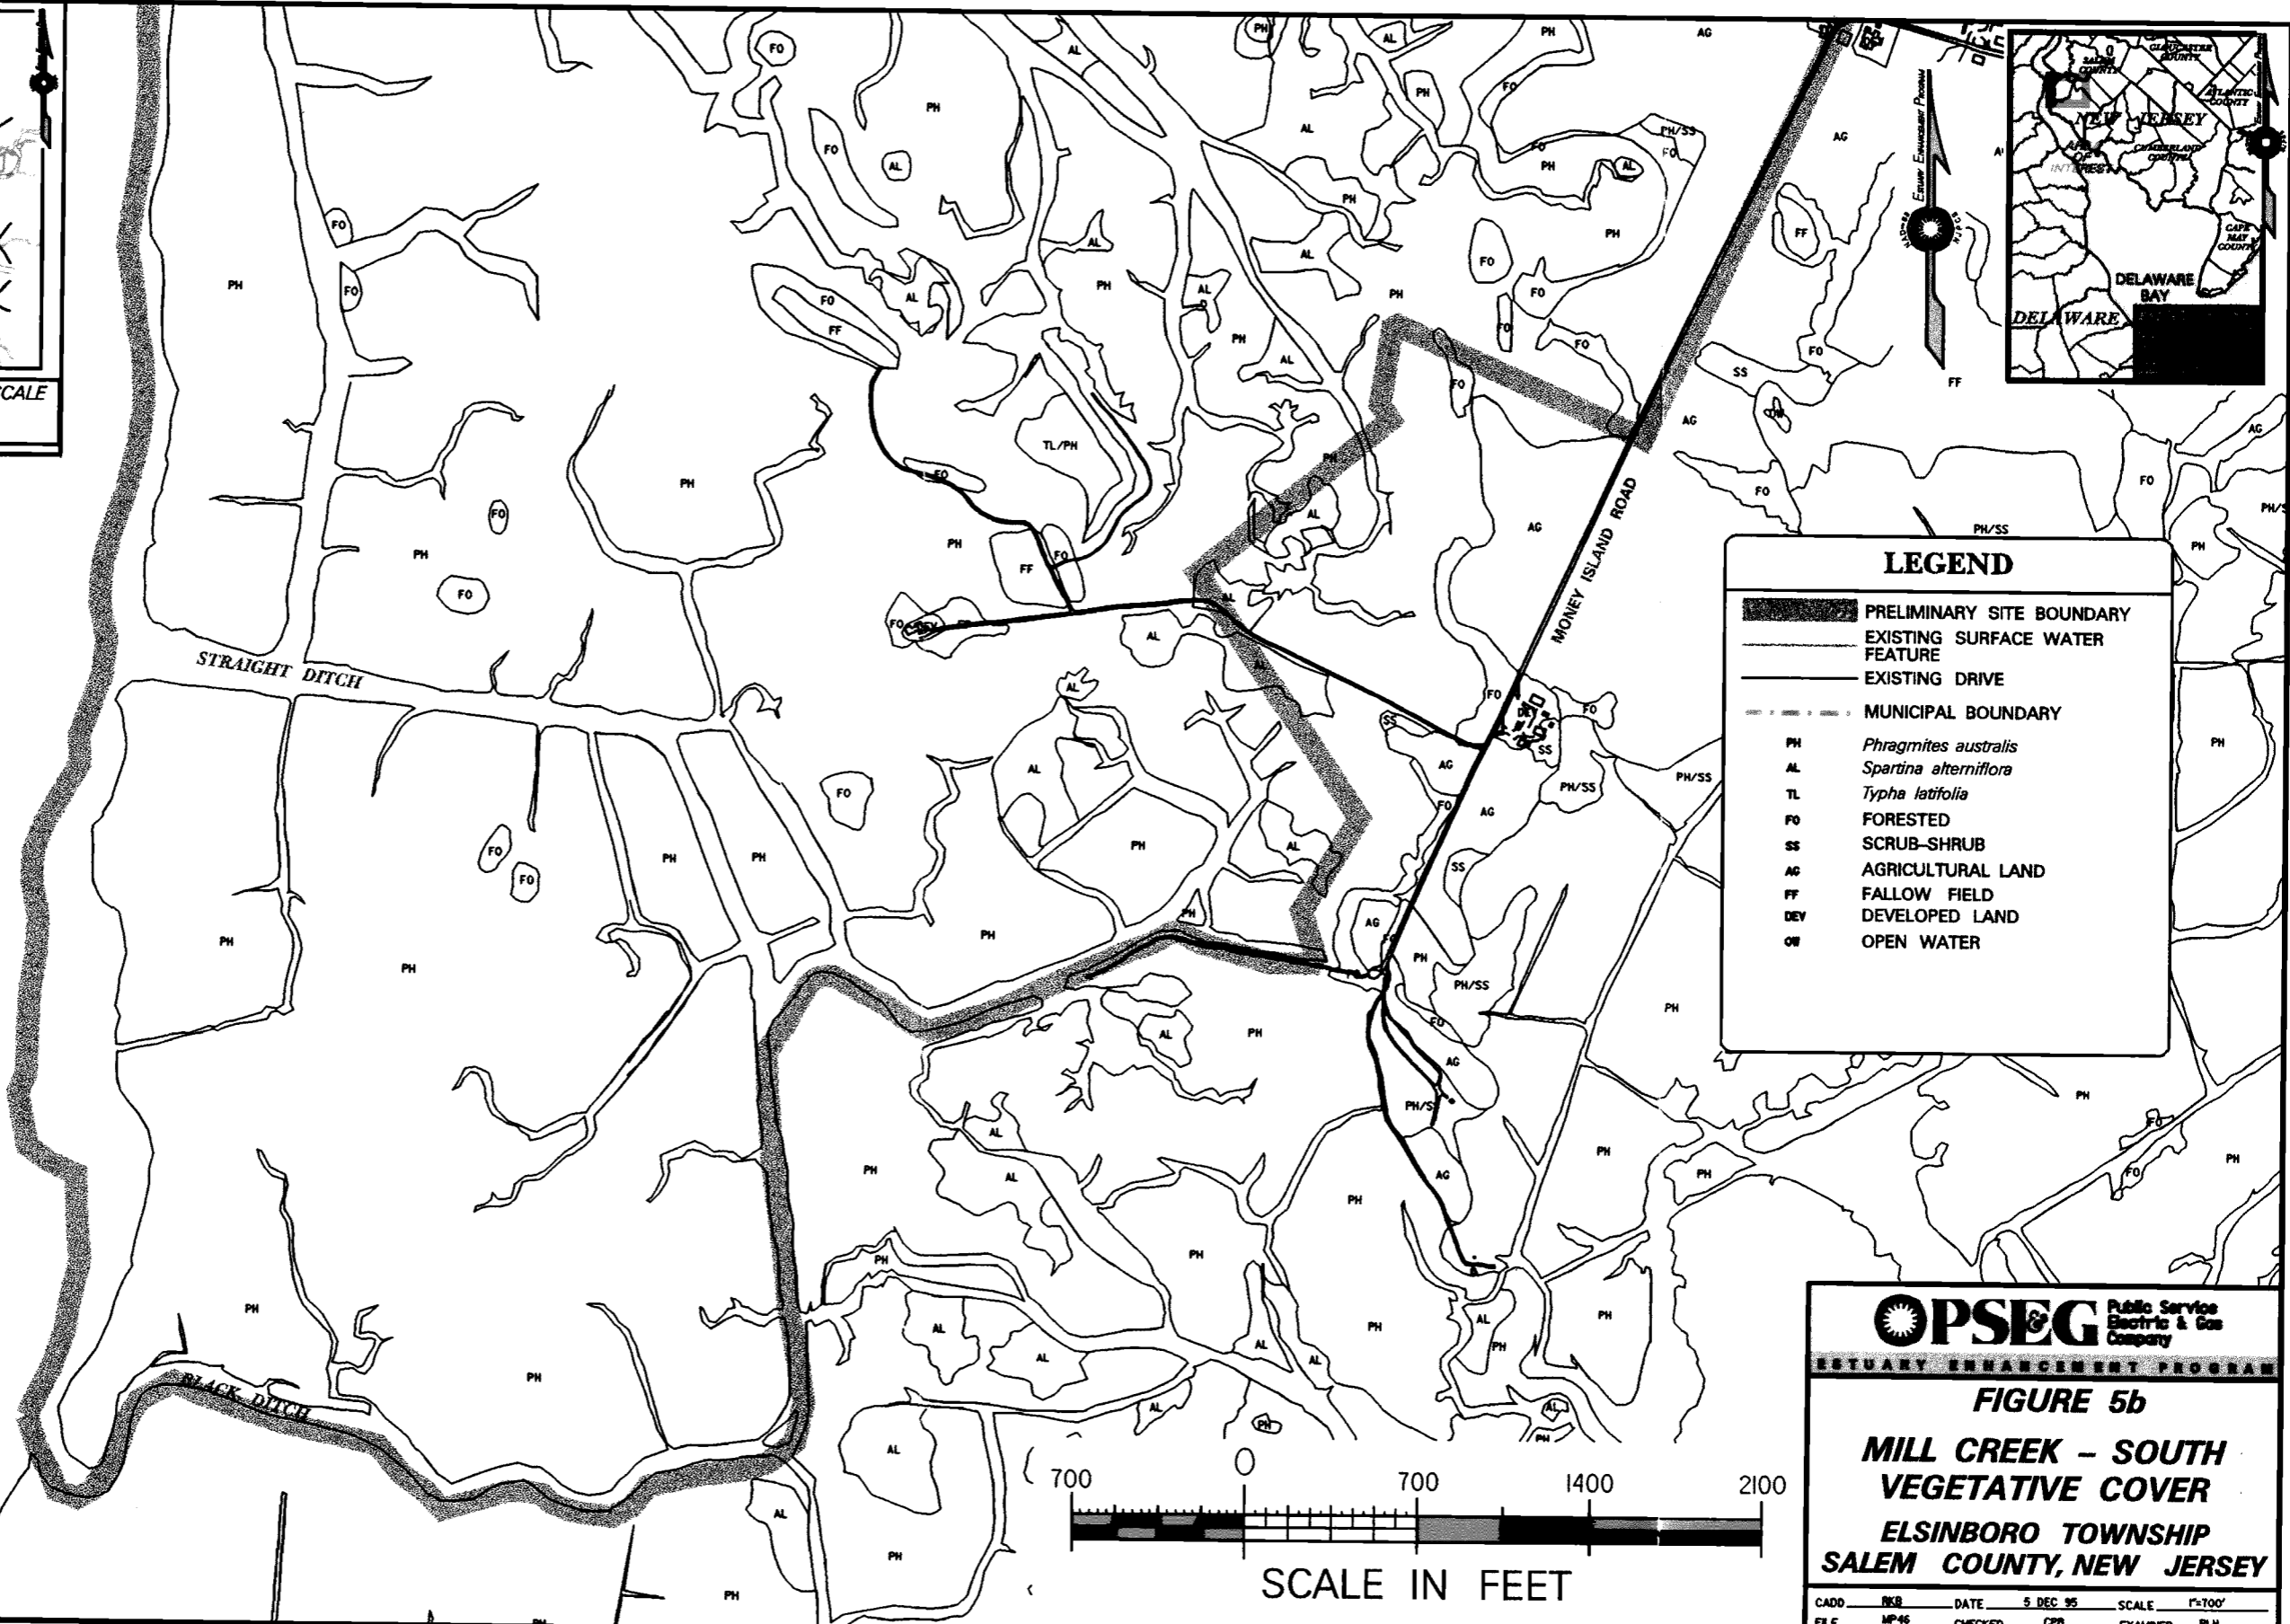 SCALE
STRAIGHT DITCH
BLACK DITCH
MONEY ISLAND ROAD
PH
AL
FO
FF
AG
SS
TL/PH
PH/SS
DEV
OW
ESTUARY ENHANCEMENT PROGRAM
SALEM COUNTY
GLOUCESTER COUNTY
ATLANTIC COUNTY
NEW JERSEY
CUMBERLAND COUNTY
CAPE MAY COUNTY
DELAWARE BAY
DELAWARE
LEGEND
PRELIMINARY SITE BOUNDARY
EXISTING SURFACE WATER
FEATURE
EXISTING DRIVE
MUNICIPAL BOUNDARY
PH Phragmites australis
AL Spartina alterniflora
TL Typha latifolia
FO FORESTED
SS SCRUB-SHRUB
AG AGRICULTURAL LAND
FF FALLOW FIELD
DEV DEVELOPED LAND
OW OPEN WATER
700 0 700 1400 2100
SCALE IN FEET
PSE&G Public Service Electric & Gas Company
ESTUARY ENHANCEMENT PROGRAM
FIGURE 5b
MILL CREEK - SOUTH
VEGETATIVE COVER
ELSINBORO TOWNSHIP
SALEM COUNTY, NEW JERSEY
CADD RKB DATE 5 DEC 95 SCALE 1"=700'